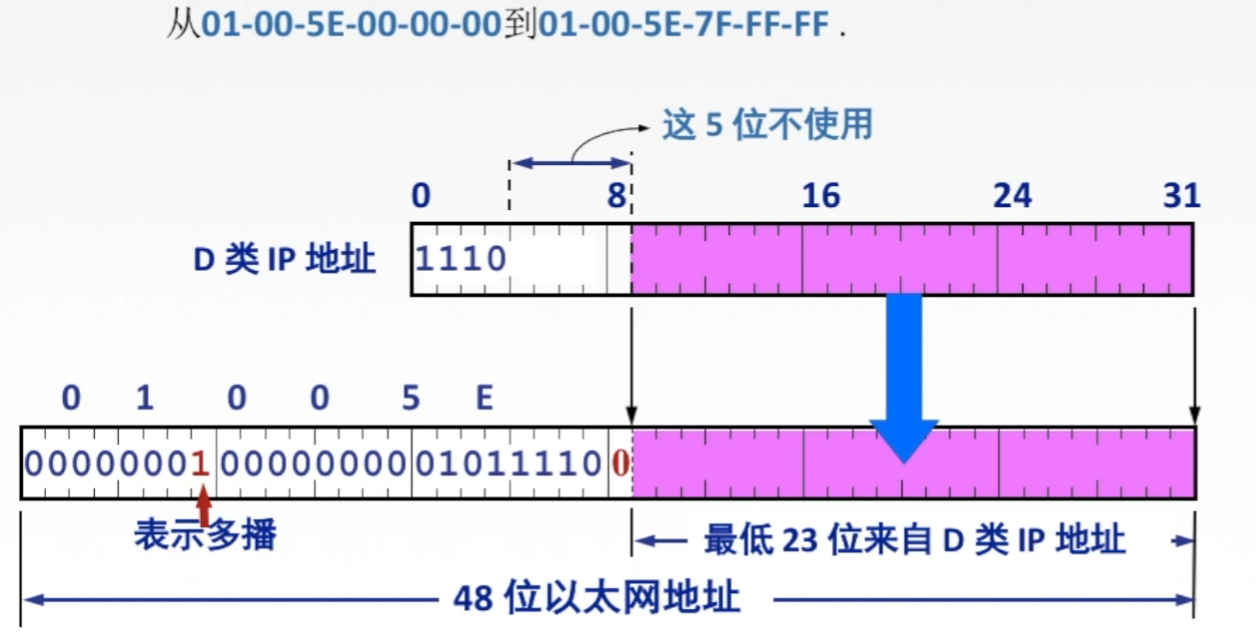 从01-00-5E-00-00-00到01-00-5E-7F-FF-FF .
这 5 位不使用
0 8 16 24 31
D 类 IP 地址 1110
0 1 0 0 5 E
00000001 00000000 01011110 0
表示多播
最低 23 位来自 D 类 IP 地址
48 位以太网地址